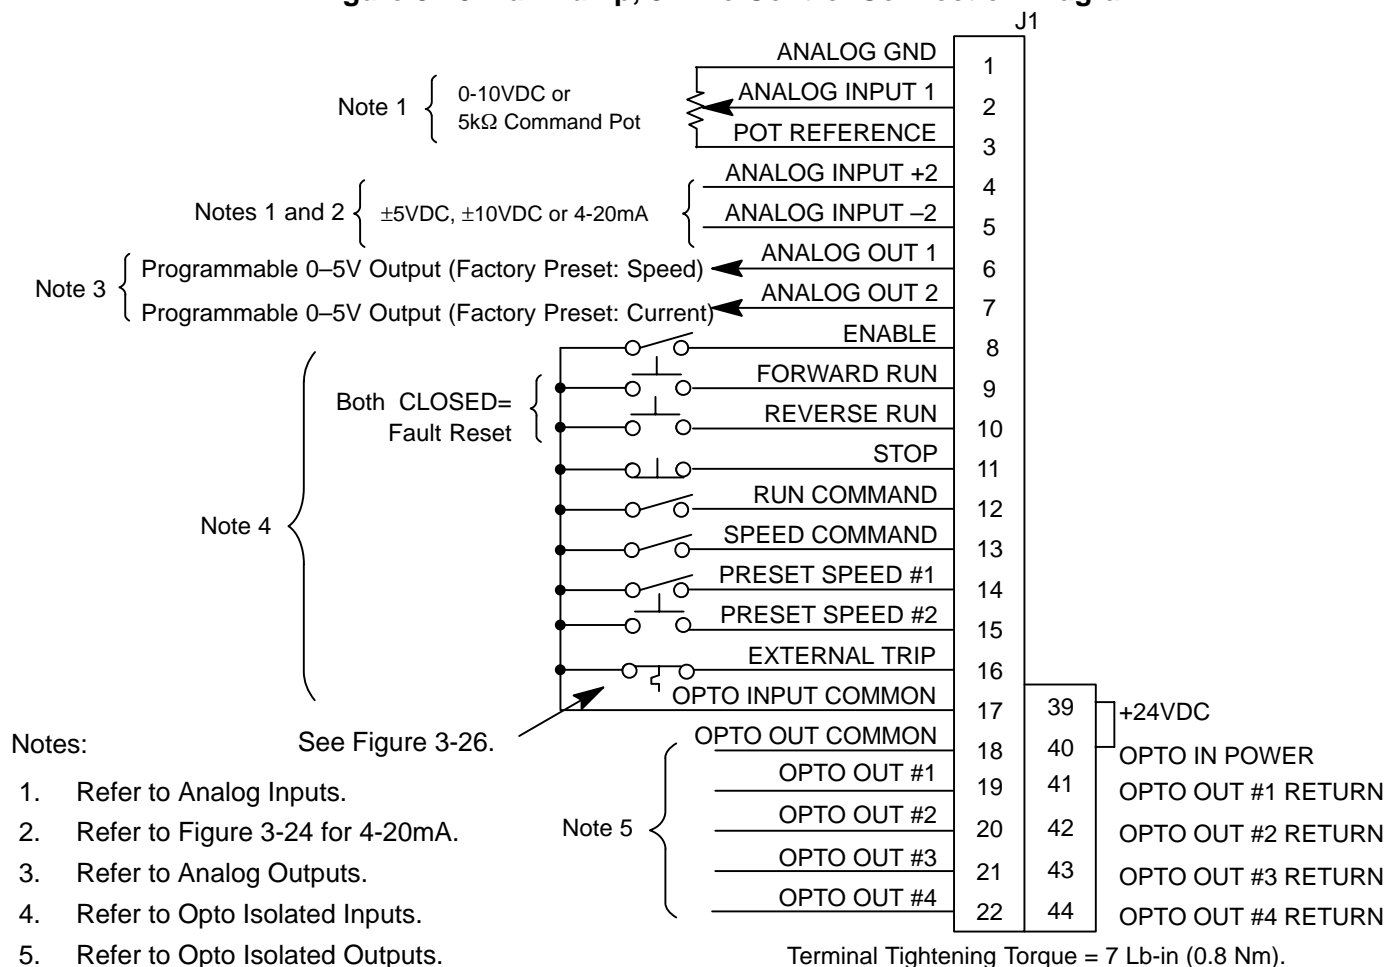 J1
ANALOG GND 1
Note 1 0-10VDC or
5kΩ Command Pot
ANALOG INPUT 1 2
POT REFERENCE 3
ANALOG INPUT +2 4
Notes 1 and 2 ±5VDC, ±10VDC or 4-20mA
ANALOG INPUT –2 5
ANALOG OUT 1 6
Note 3 Programmable 0–5V Output (Factory Preset: Speed)
ANALOG OUT 2 7
Programmable 0–5V Output (Factory Preset: Current)
ENABLE 8
FORWARD RUN 9
Both CLOSED=
Fault Reset
REVERSE RUN 10
STOP 11
RUN COMMAND 12
Note 4
SPEED COMMAND 13
PRESET SPEED #1 14
PRESET SPEED #2 15
EXTERNAL TRIP 16
OPTO INPUT COMMON 17
39 +24VDC
See Figure 3-26.
OPTO OUT COMMON 18
40 OPTO IN POWER
OPTO OUT #1 19
41 OPTO OUT #1 RETURN
Note 5
OPTO OUT #2 20
42 OPTO OUT #2 RETURN
OPTO OUT #3 21
43 OPTO OUT #3 RETURN
OPTO OUT #4 22
44 OPTO OUT #4 RETURN
Notes:
1. Refer to Analog Inputs.
2. Refer to Figure 3-24 for 4-20mA.
3. Refer to Analog Outputs.
4. Refer to Opto Isolated Inputs.
5. Refer to Opto Isolated Outputs.
Terminal Tightening Torque = 7 Lb-in (0.8 Nm).